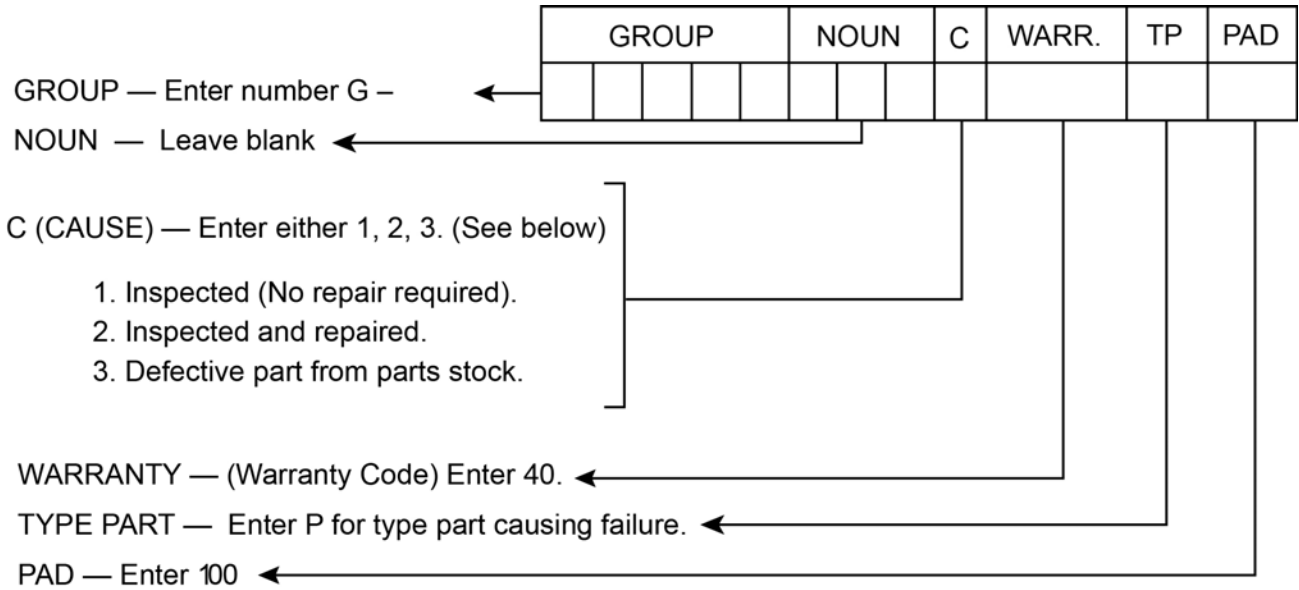 GROUP NOUN C WARR. TP PAD
GROUP — Enter number G –
NOUN — Leave blank
C (CAUSE) — Enter either 1, 2, 3. (See below)
1. Inspected (No repair required).
2. Inspected and repaired.
3. Defective part from parts stock.
WARRANTY — (Warranty Code) Enter 40.
TYPE PART — Enter P for type part causing failure.
PAD — Enter 100